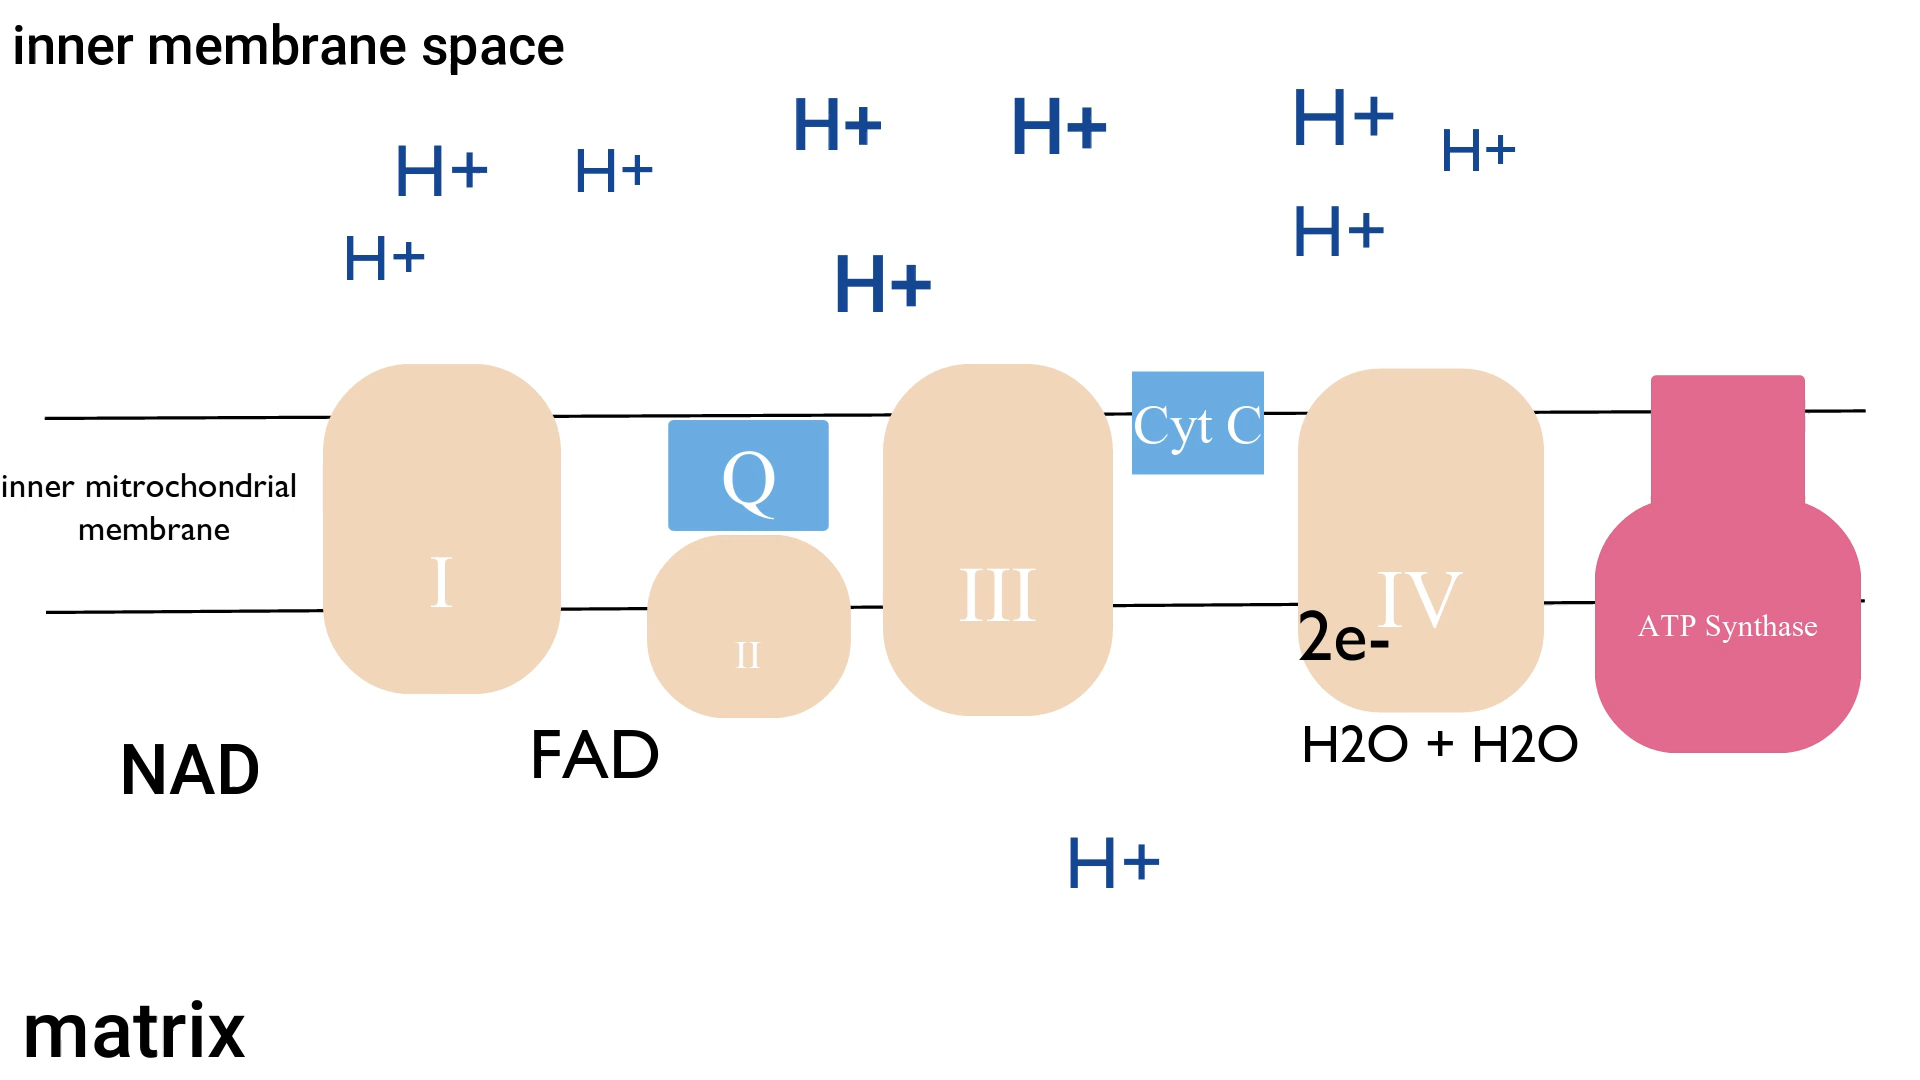 inner membrane space
H+
H+
H+
H+
H+
H+
H+
H+
H+
Cyt C
Q
inner mitrochondrial
membrane
I
III
IV
2e-
II
ATP Synthase
NAD
FAD
H2O + H2O
H+
matrix